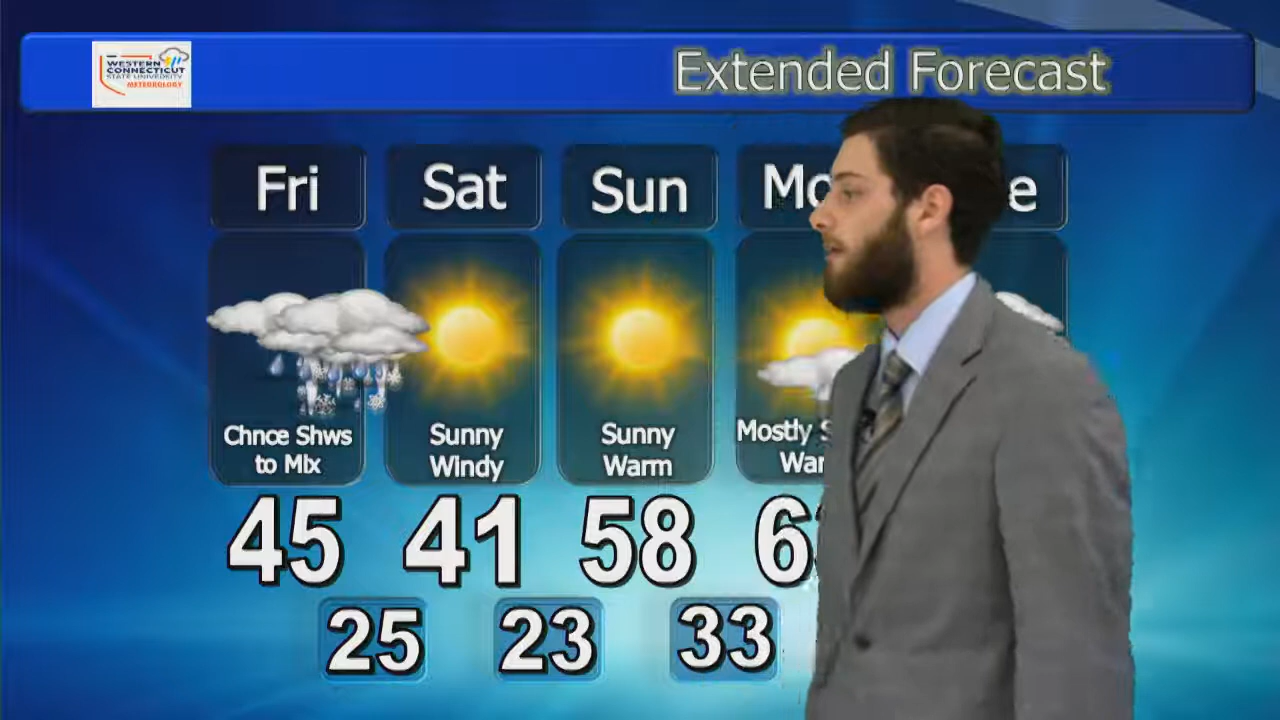 WESTERN
CONNECTICUT
STATE UNIVERSITY
METEOROLOGY
Extended Forecast
Fri Sat Sun
Chnce Shws
to Mix
Sunny
Windy
Sunny
Warm
Mostly
45 41 58
25 23 33